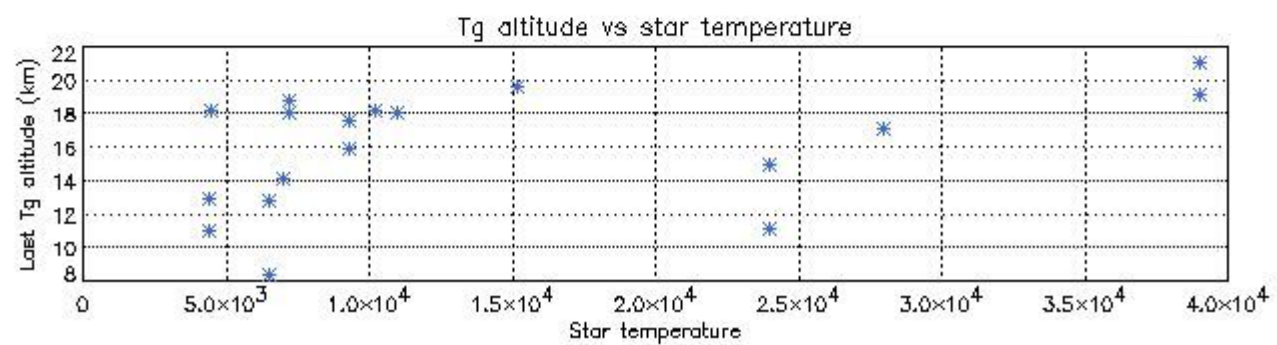 Tg altitude vs star temperature
Last Tg altitude (km)
22
20
18
16
14
12
10
8
0 5.0×10³ 1.0×10⁴ 1.5×10⁴ 2.0×10⁴ 2.5×10⁴ 3.0×10⁴ 3.5×10⁴ 4.0×10⁴
Star temperature